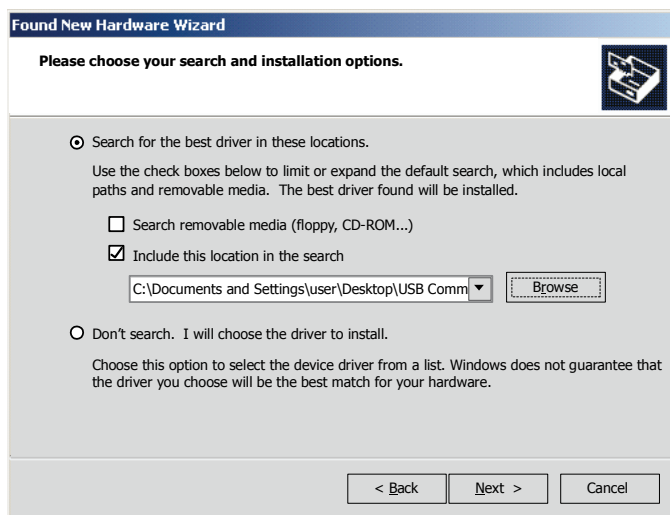 Found New Hardware Wizard
Please choose your search and installation options.
Search for the best driver in these locations.
Use the check boxes below to limit or expand the default search, which includes local
paths and removable media.  The best driver found will be installed.
Search removable media (floppy, CD-ROM...)
Include this location in the search
C:\Documents and Settings\user\Desktop\USB Comm
Browse
Don't search.  I will choose the driver to install.
Choose this option to select the device driver from a list. Windows does not guarantee that
the driver you choose will be the best match for your hardware.
< Back
Next >
Cancel